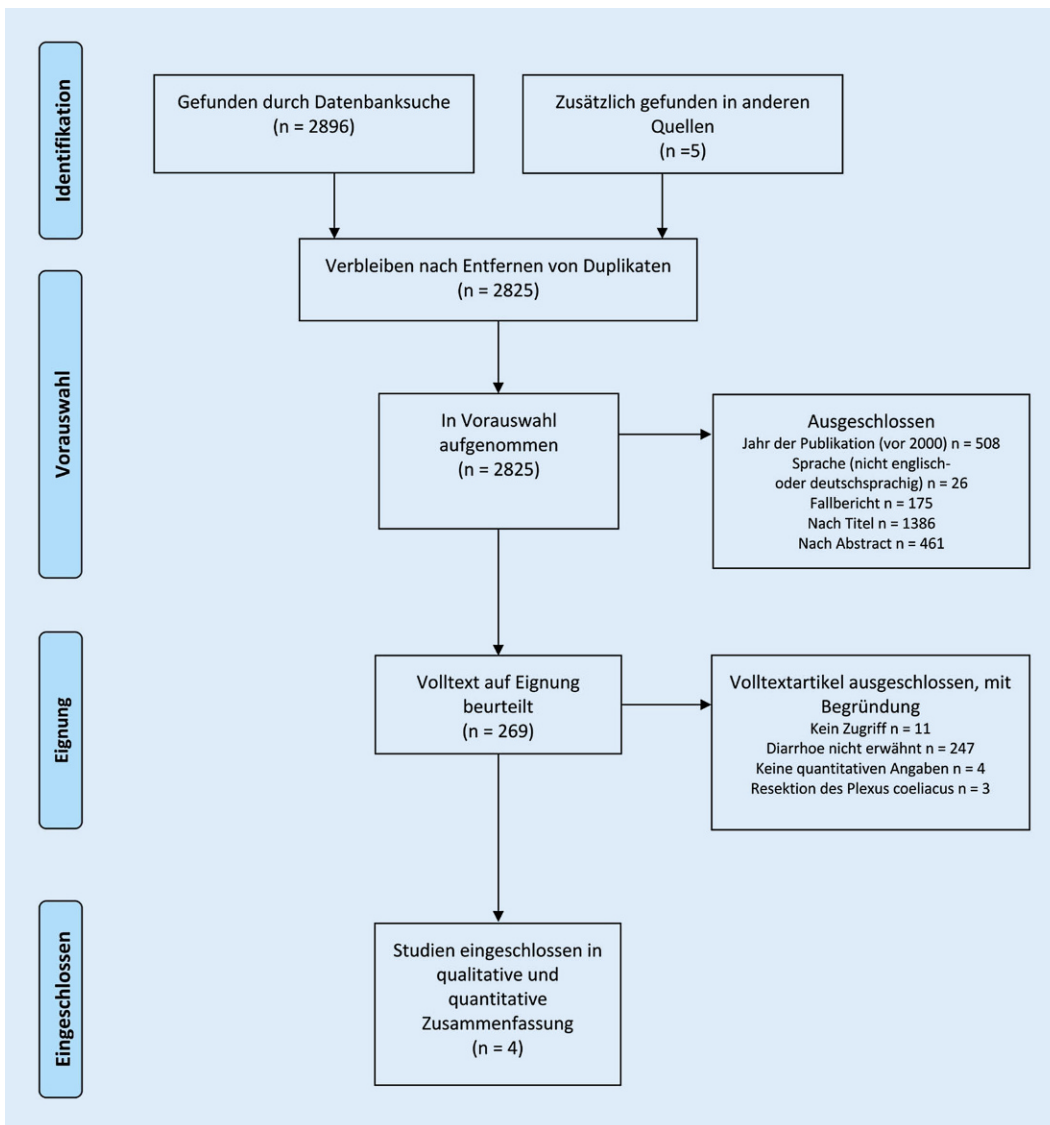 Identifikation
Gefunden durch Datenbanksuche
(n = 2896)
Zusätzlich gefunden in anderen
Quellen
(n =5)
Verbleiben nach Entfernen von Duplikaten
(n = 2825)
Vorauswahl
In Vorauswahl
aufgenommen
(n = 2825)
Ausgeschlossen
Jahr der Publikation (vor 2000) n = 508
Sprache (nicht englisch-
oder deutschsprachig) n = 26
Fallbericht n = 175
Nach Titel n = 1386
Nach Abstract n = 461
Eignung
Volltext auf Eignung
beurteilt
(n = 269)
Volltextartikel ausgeschlossen, mit
Begründung
Kein Zugriff n = 11
Diarrhoe nicht erwähnt n = 247
Keine quantitativen Angaben n = 4
Resektion des Plexus coeliacus n = 3
Eingeschlossen
Studien eingeschlossen in
qualitative und
quantitative
Zusammenfassung
(n = 4)